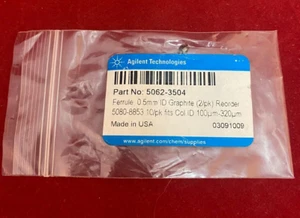 Agilent Technologies
Part No: 5062-3504
Ferrule, 0.5mm ID Graphite (2/pk) Reorder
5080-8853 10/pk fits Col ID 100µm-320µm
Made in USA
03091009
www.agilent.com/chem/supplies